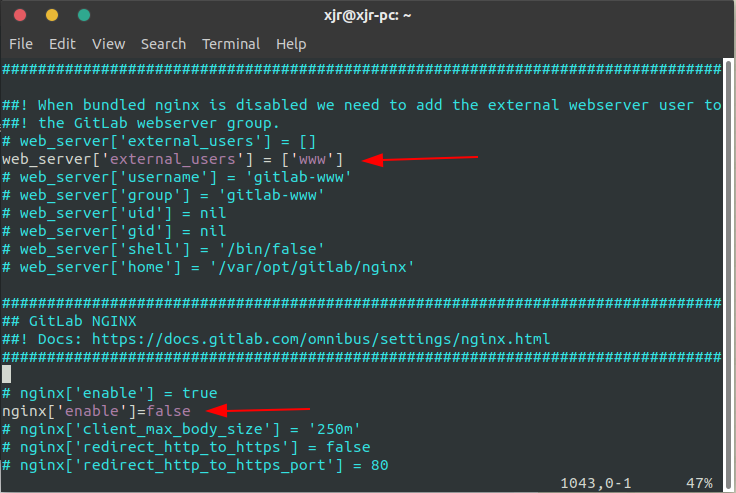 xjr@xjr-pc: ~
File Edit View Search Terminal Help
################################################################################
##! When bundled nginx is disabled we need to add the external webserver user to
##! the GitLab webserver group.
# web_server['external_users'] = []
web_server['external_users'] = ['www']
# web_server['username'] = 'gitlab-www'
# web_server['group'] = 'gitlab-www'
# web_server['uid'] = nil
# web_server['gid'] = nil
# web_server['shell'] = '/bin/false'
# web_server['home'] = '/var/opt/gitlab/nginx'
################################################################################
## GitLab NGINX
##! Docs: https://docs.gitlab.com/omnibus/settings/nginx.html
################################################################################
# nginx['enable'] = true
nginx['enable']=false
# nginx['client_max_body_size'] = '250m'
# nginx['redirect_http_to_https'] = false
# nginx['redirect_http_to_https_port'] = 80
1043,0-1 47%